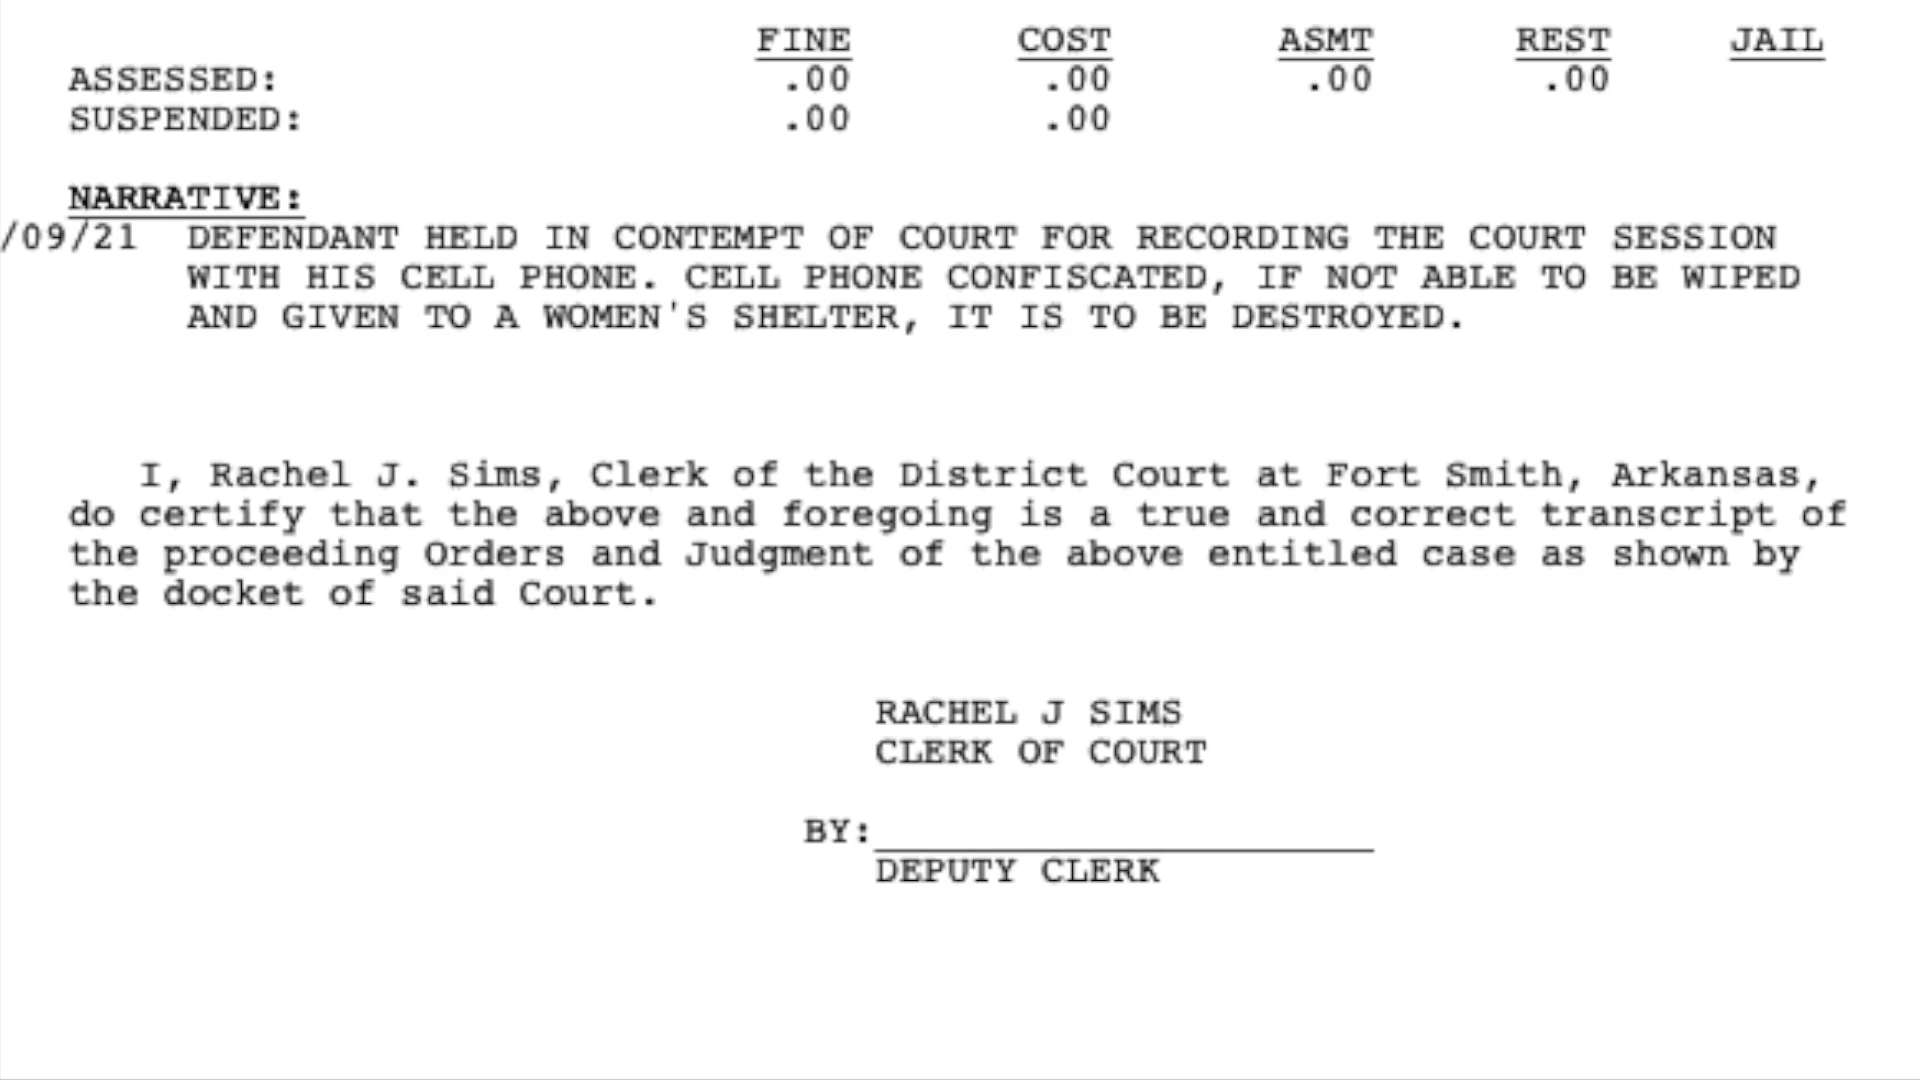 FINE COST ASMT REST JAIL
ASSESSED: .00 .00 .00 .00
SUSPENDED: .00 .00
NARRATIVE:
/09/21 DEFENDANT HELD IN CONTEMPT OF COURT FOR RECORDING THE COURT SESSION
WITH HIS CELL PHONE. CELL PHONE CONFISCATED, IF NOT ABLE TO BE WIPED
AND GIVEN TO A WOMEN'S SHELTER, IT IS TO BE DESTROYED.
I, Rachel J. Sims, Clerk of the District Court at Fort Smith, Arkansas,
do certify that the above and foregoing is a true and correct transcript of
the proceeding Orders and Judgment of the above entitled case as shown by
the docket of said Court.
RACHEL J SIMS
CLERK OF COURT
BY:
DEPUTY CLERK